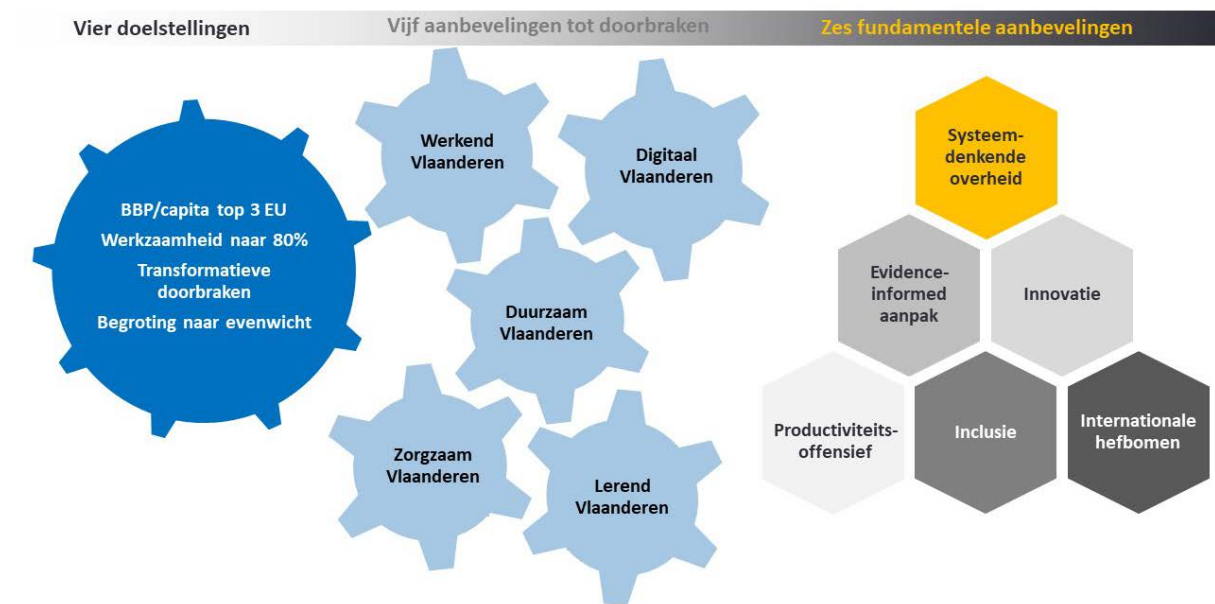 Vier doelstellingen
Vijf aanbevelingen tot doorbraken
Zes fundamentele aanbevelingen
BBP/capita top 3 EU
Werkzaamheid naar 80%
Transformatieve
doorbraken
Begroting naar evenwicht
Werkend
Vlaanderen
Digitaal
Vlaanderen
Duurzaam
Vlaanderen
Zorgzaam
Vlaanderen
Lerend
Vlaanderen
Systeem-
denkende
overheid
Evidence-
informed
aanpak
Innovatie
Productiviteits-
offensief
Inclusie
Internationale
hefbomen